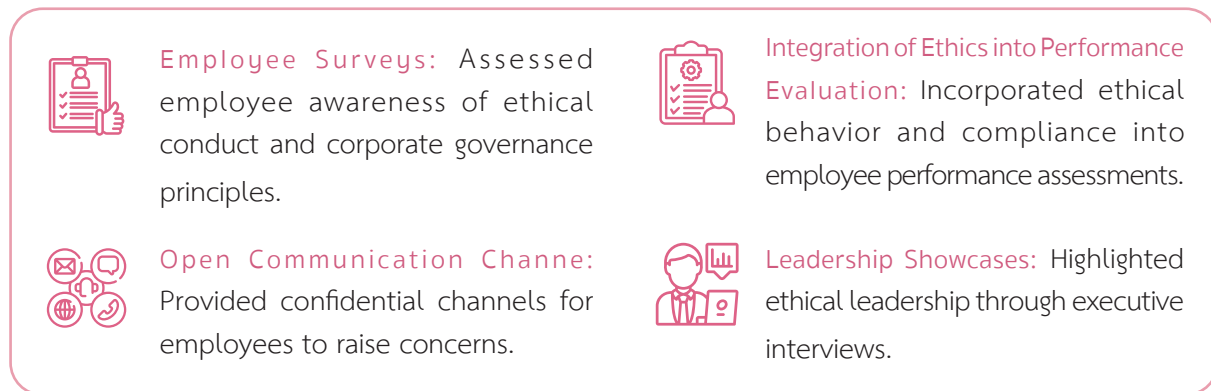 Employee Surveys: Assessed
employee awareness of ethical
conduct and corporate governance
principles.
Integration of Ethics into Performance
Evaluation: Incorporated ethical
behavior and compliance into
employee performance assessments.
Open Communication Channe:
Provided confidential channels for
employees to raise concerns.
Leadership Showcases: Highlighted
ethical leadership through executive
interviews.